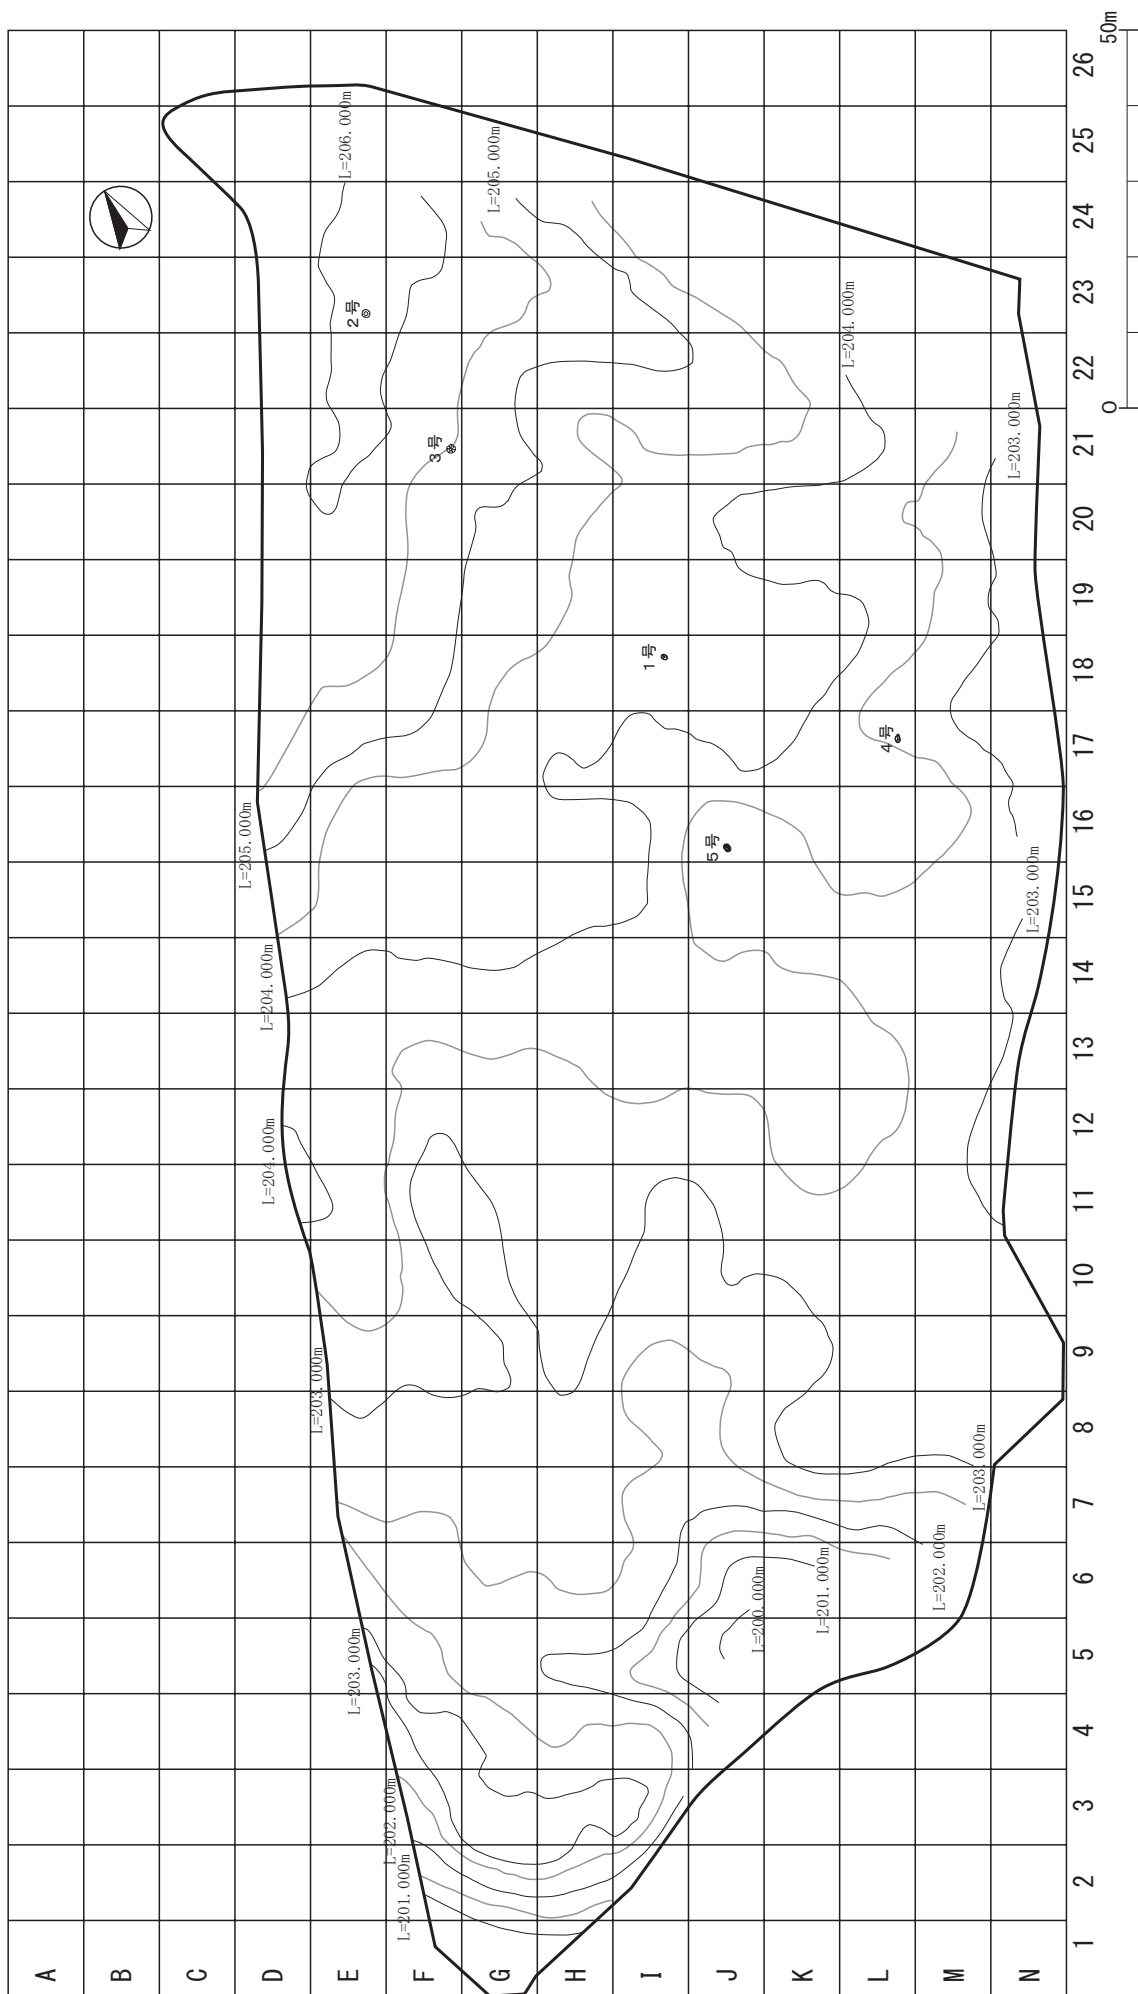 50m
0
26
25
24
23
22
21
20
19
18
17
16
15
14
13
12
11
10
9
8
7
6
5
4
3
2
1
A
B
C
D
E
F
G
H
I
J
K
L
M
N
L=206.000m
L=205.000m
L=204.000m
L=203.000m
2号
3号
1号
4号
5号
L=205.000m
L=204.000m
L=203.000m
L=204.000m
L=203.000m
L=203.000m
L=202.000m
L=201.000m
L=200.000m
L=203.000m
L=202.000m
L=201.000m